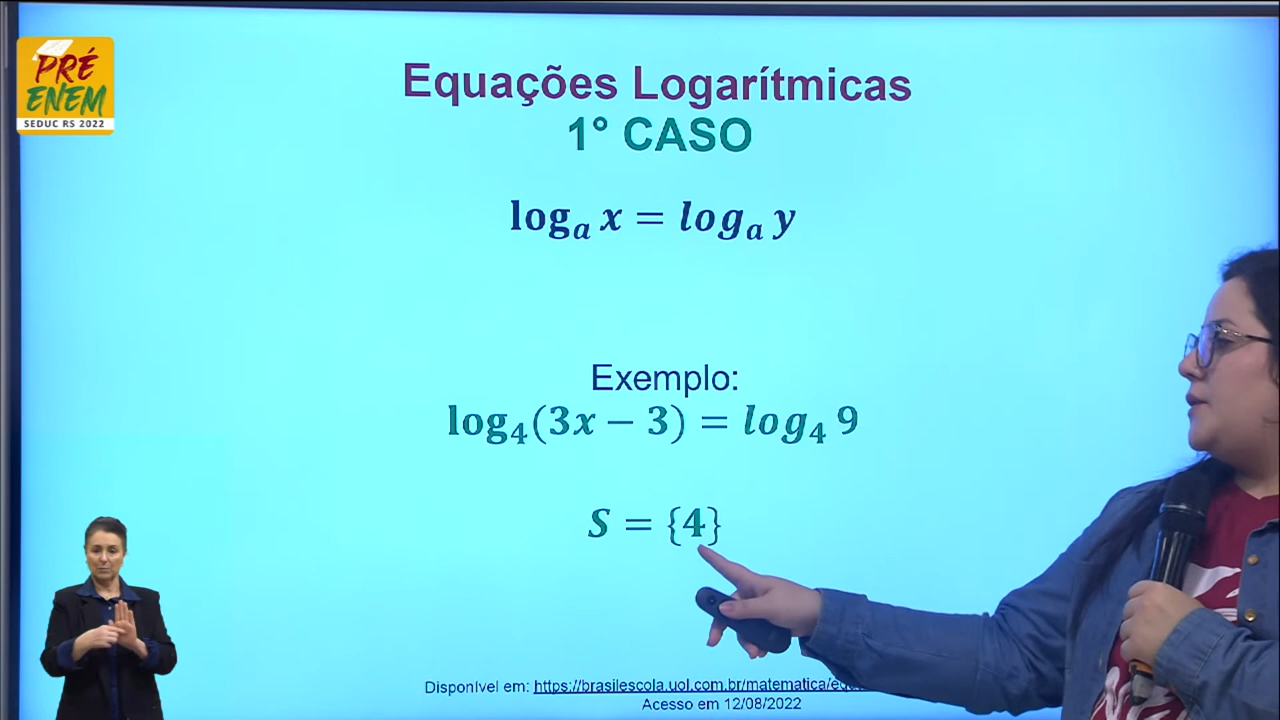 PRÉ
ENEM
SEDUC RS 2022
Equações Logarítmicas
1° CASO
logₐ x = logₐ y
Exemplo:
log₄(3x − 3) = log₄ 9
S = {4}
Disponível em: https://brasilescola.uol.com.br/matematica/
Acesso em 12/08/2022